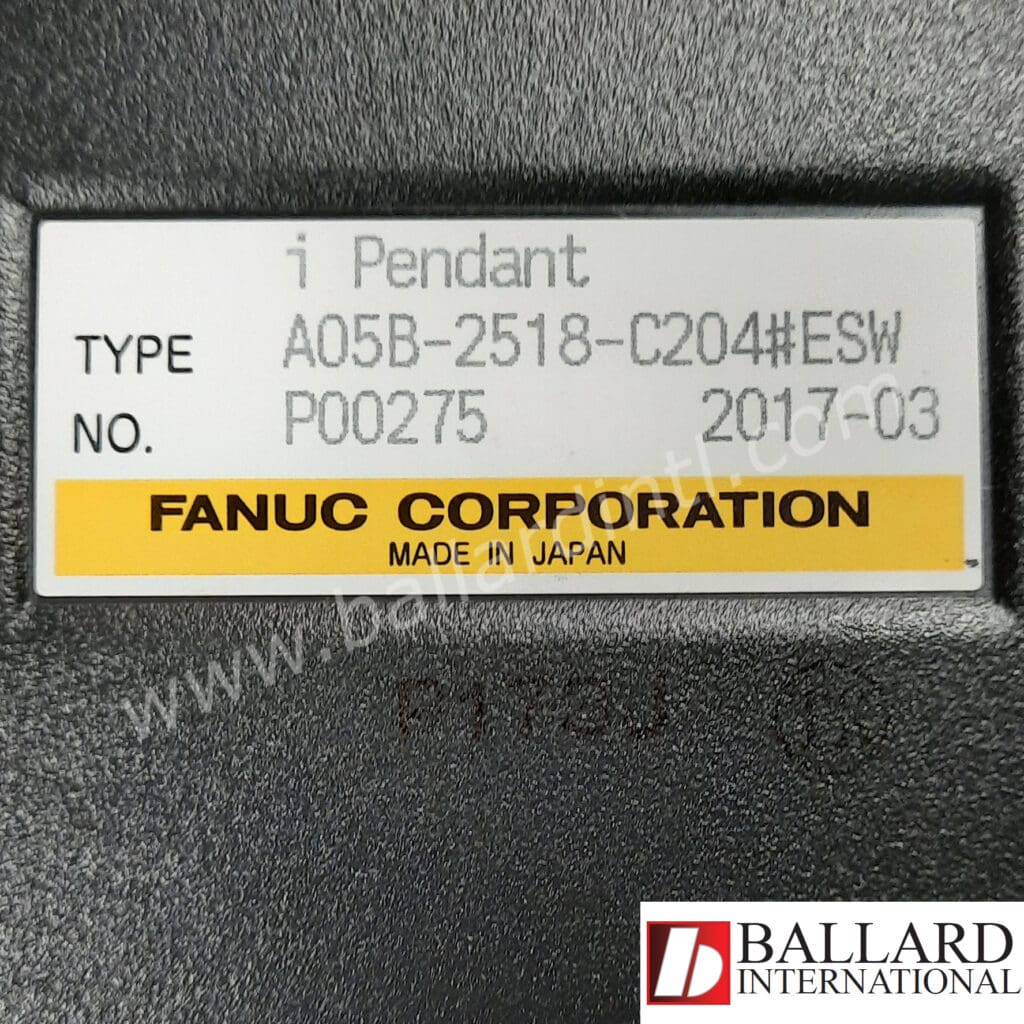 i Pendant
TYPE A05B-2518-C204#ESW
NO. P00275 2017-03
FANUC CORPORATION
MADE IN JAPAN
www.ballardintl.com
P173J
BALLARD
INTERNATIONAL